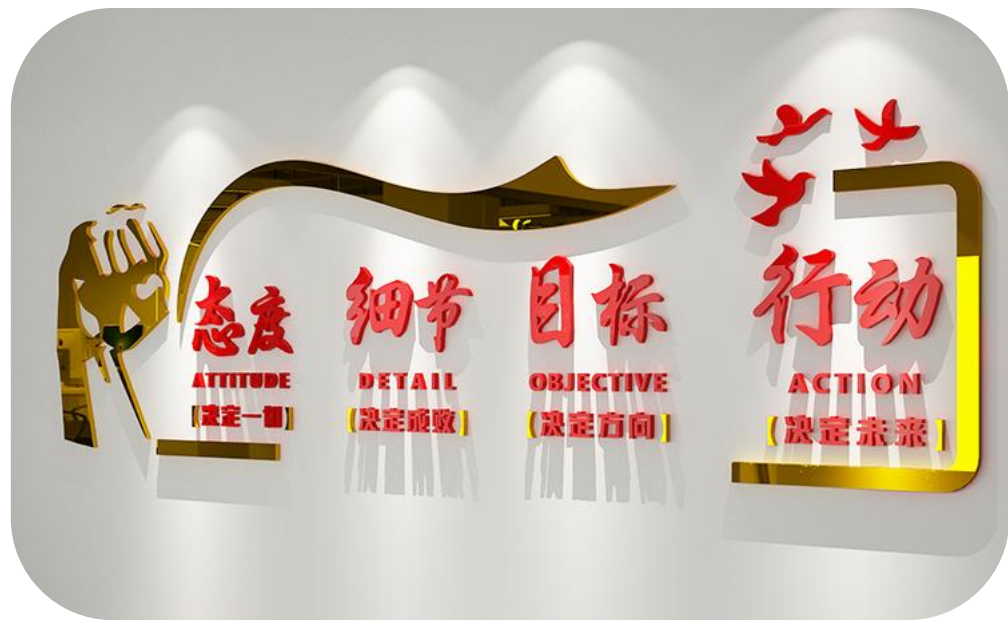 态度
ATTITUDE
【决定一切】
细节
DETAIL
【决定成败】
目标
OBJECTIVE
【决定方向】
行动
ACTION
【决定未来】